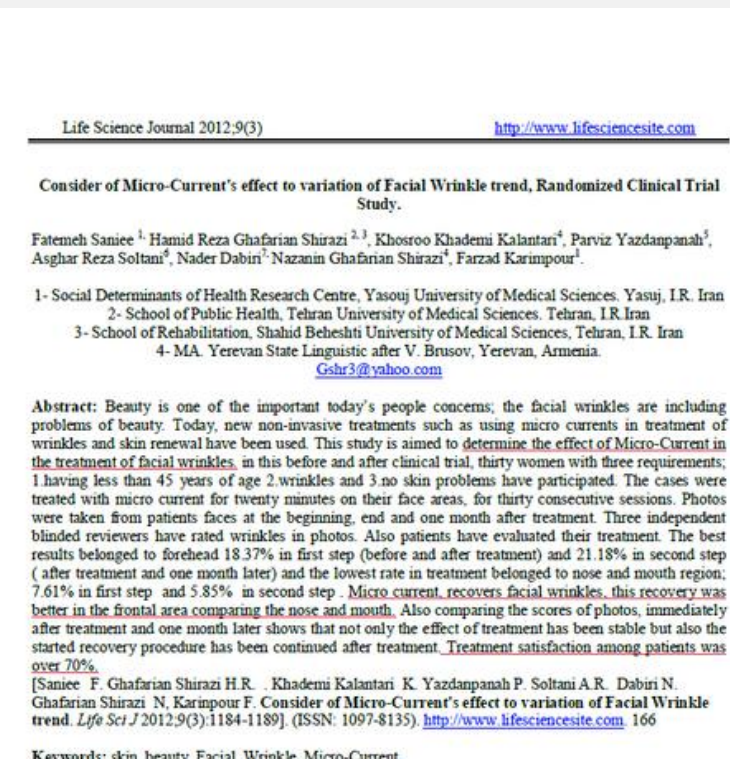 Life Science Journal 2012;9(3) http://www.lifesciencesite.com
Consider of Micro-Current's effect to variation of Facial Wrinkle trend, Randomized Clinical Trial
Study.
Fatemeh Saniee 1, Hamid Reza Ghafarian Shirazi 2, 3, Khosroo Khademi Kalantari4, Parviz Yazdanpanah5,
Asghar Reza Soltani6, Nader Dabiri7, Nazanin Ghafarian Shirazi4, Farzad Karimpour1.
1- Social Determinants of Health Research Centre, Yasouj University of Medical Sciences. Yasuj, I.R. Iran
2- School of Public Health, Tehran University of Medical Sciences. Tehran, I.R.Iran
3- School of Rehabilitation, Shahid Beheshti University of Medical Sciences, Tehran, I.R. Iran
4- MA. Yerevan State Linguistic after V. Brusov, Yerevan, Armenia.
Gshr3@yahoo.com
Abstract: Beauty is one of the important today's people concerns; the facial wrinkles are including
problems of beauty. Today, new non-invasive treatments such as using micro currents in treatment of
wrinkles and skin renewal have been used. This study is aimed to determine the effect of Micro-Current in
the treatment of facial wrinkles, in this before and after clinical trial, thirty women with three requirements;
1.having less than 45 years of age 2.wrinkles and 3.no skin problems have participated. The cases were
treated with micro current for twenty minutes on their face areas, for thirty consecutive sessions. Photos
were taken from patients faces at the beginning, end and one month after treatment. Three independent
blinded reviewers have rated wrinkles in photos. Also patients have evaluated their treatment. The best
results belonged to forehead 18.37% in first step (before and after treatment) and 21.18% in second step
( after treatment and one month later) and the lowest rate in treatment belonged to nose and mouth region;
7.61% in first step and 5.85% in second step . Micro current, recovers facial wrinkles, this recovery was
better in the frontal area comparing the nose and mouth. Also comparing the scores of photos, immediately
after treatment and one month later shows that not only the effect of treatment has been stable but also the
started recovery procedure has been continued after treatment. Treatment satisfaction among patients was
over 70%.
[Saniee F. Ghafarian Shirazi H.R. . Khademi Kalantari K. Yazdanpanah P. Soltani A.R. Dabiri N.
Ghafarian Shirazi N, Karinpour F. Consider of Micro-Current's effect to variation of Facial Wrinkle
trend. Life Sci J 2012;9(3):1184-1189]. (ISSN: 1097-8135). http://www.lifesciencesite.com. 166
Keywords: skin, beauty, Facial, Wrinkle, Micro-Current